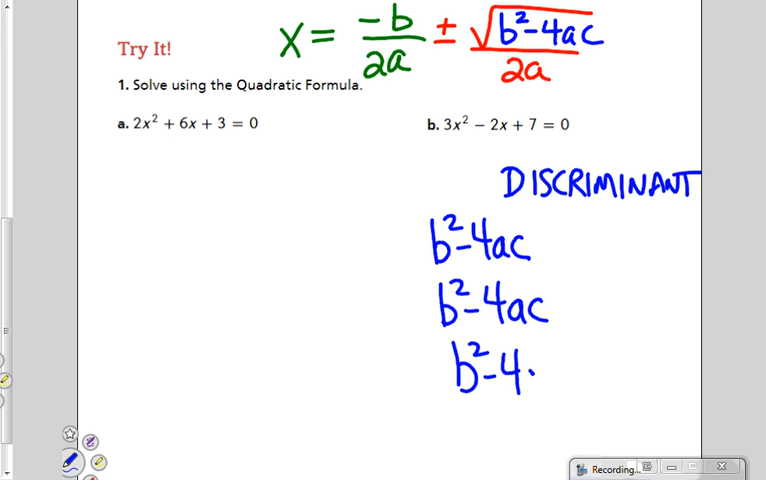 x = -b/2a ± √(b²-4ac)/2a
Try It!
1. Solve using the Quadratic Formula.
a. 2x² + 6x + 3 = 0
b. 3x² − 2x + 7 = 0
DISCRIMINANT
b²-4ac
b²-4ac
b²-4.
Recording...